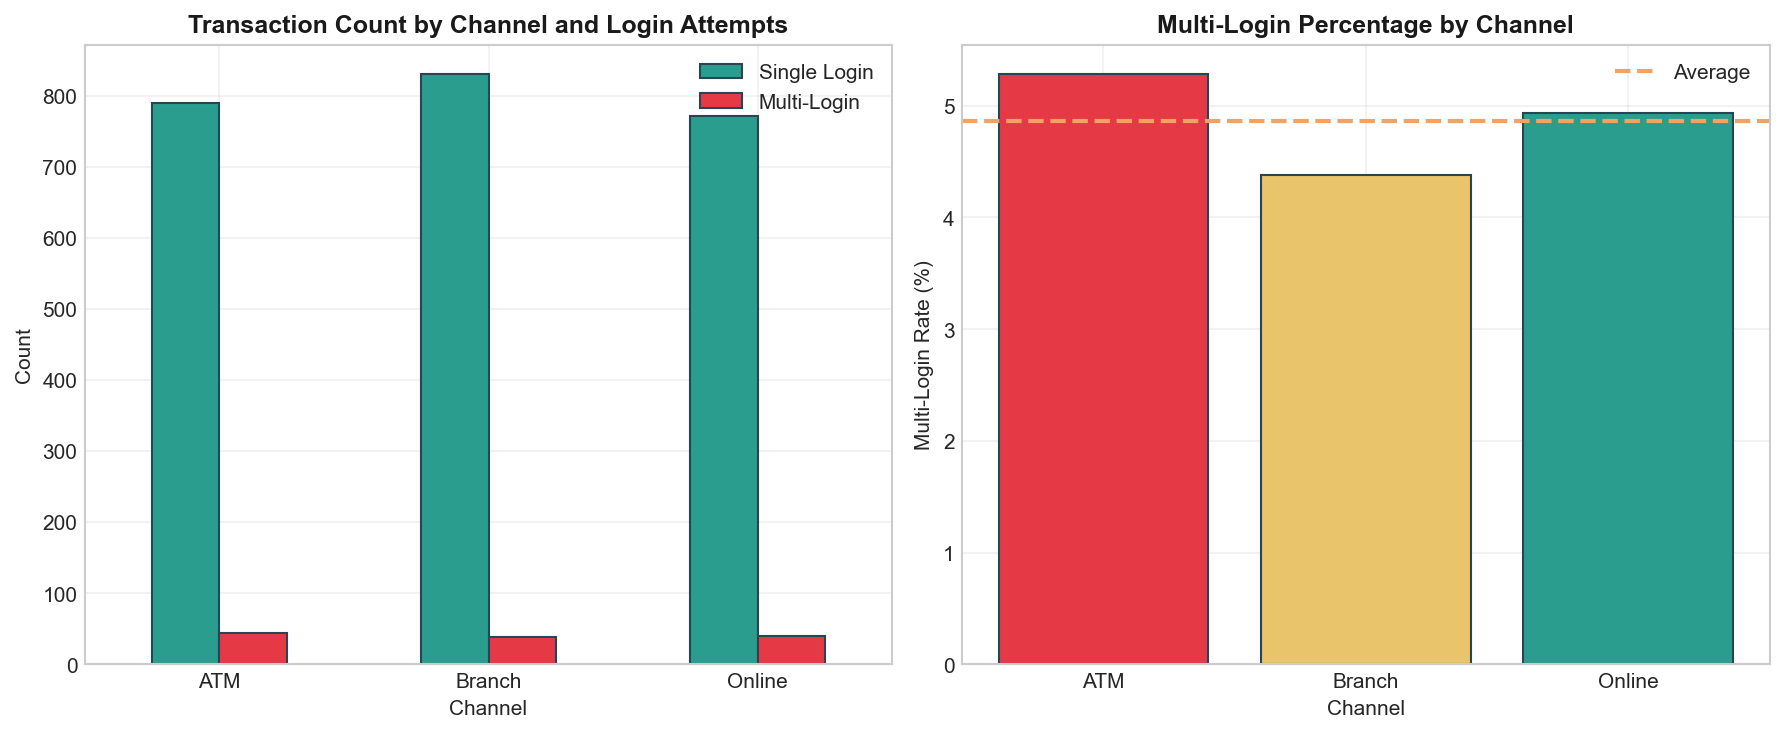 Transaction Count by Channel and Login Attempts
Single Login
Multi-Login
800
700
600
500
400
300
200
100
0
Count
ATM
Branch
Online
Channel
Multi-Login Percentage by Channel
Average
5
4
3
2
1
0
Multi-Login Rate (%)
ATM
Branch
Online
Channel